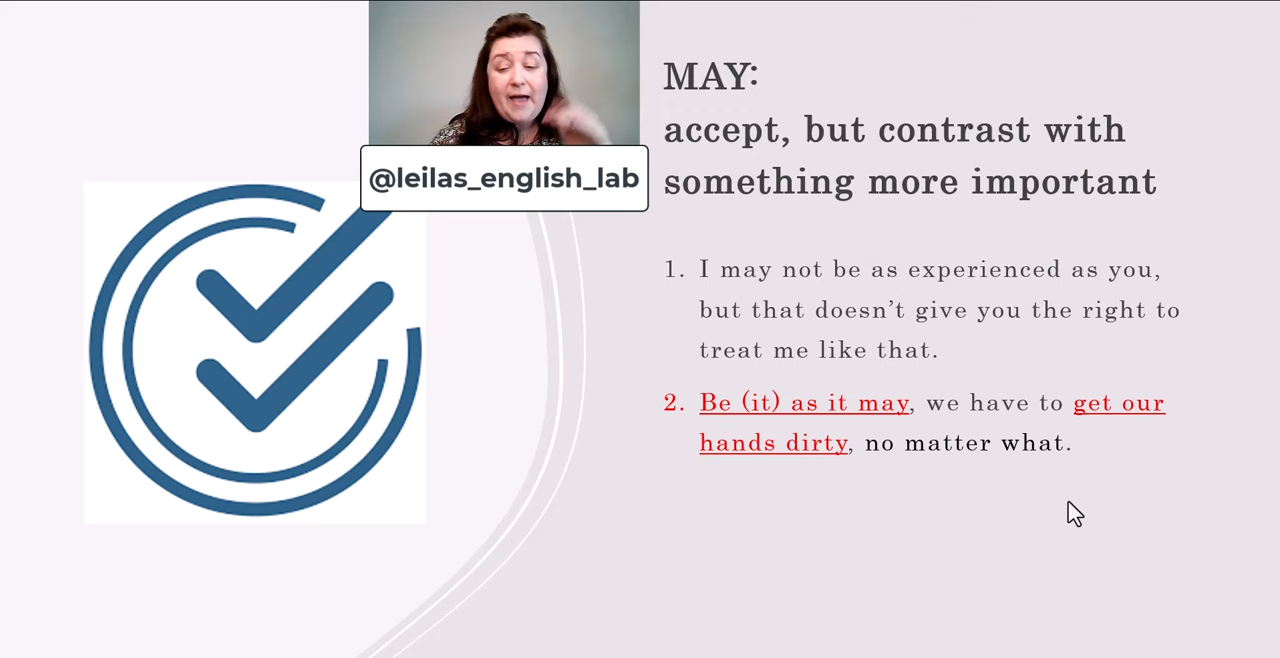 @leilas_english_lab
MAY:
accept, but contrast with
something more important
1. I may not be as experienced as you,
but that doesn’t give you the right to
treat me like that.
2. Be (it) as it may, we have to get our
hands dirty, no matter what.